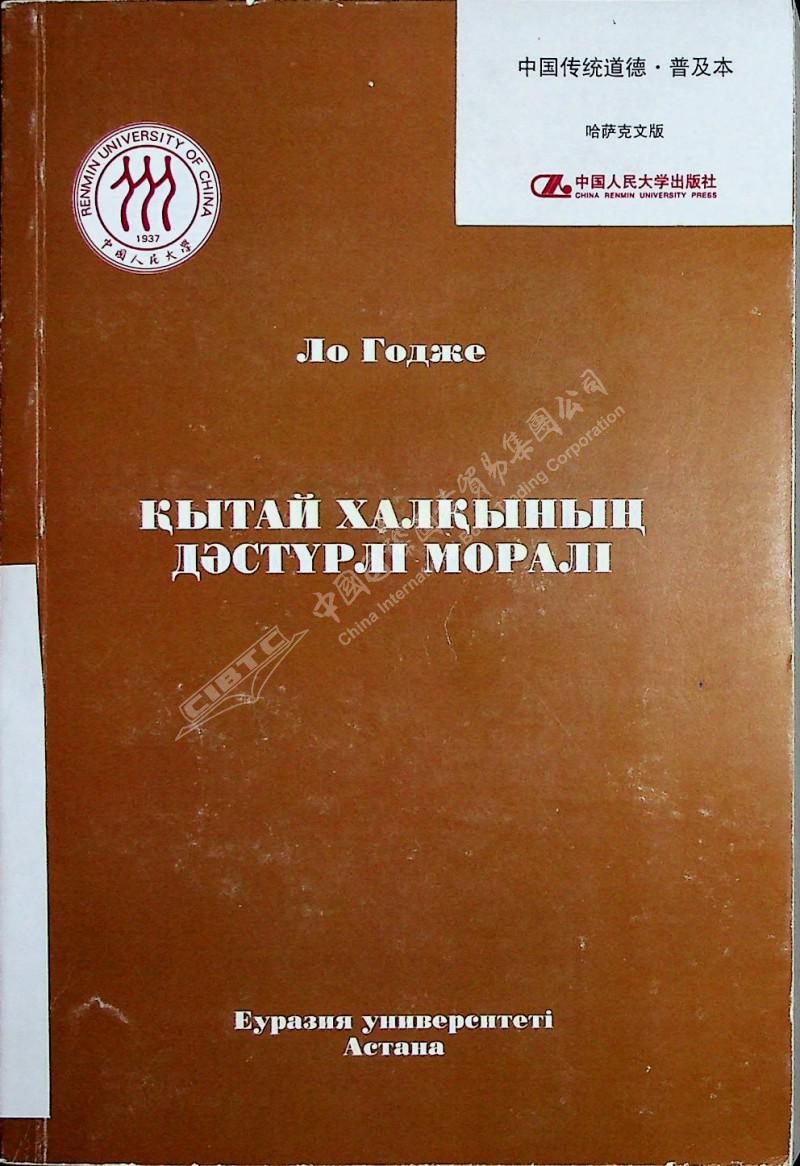 中国传统道德·普及本
哈萨克文版
中国人民大学出版社
CHINA RENMIN UNIVERSITY PRESS
RENMIN UNIVERSITY OF CHINA
1937
中国人民大学
Ло Годже
ҚЫТАЙ ХАЛҚЫНЫҢ
ДӘСТҮРЛІ МОРАЛІ
CIBTC
Еуразия университеті
Астана